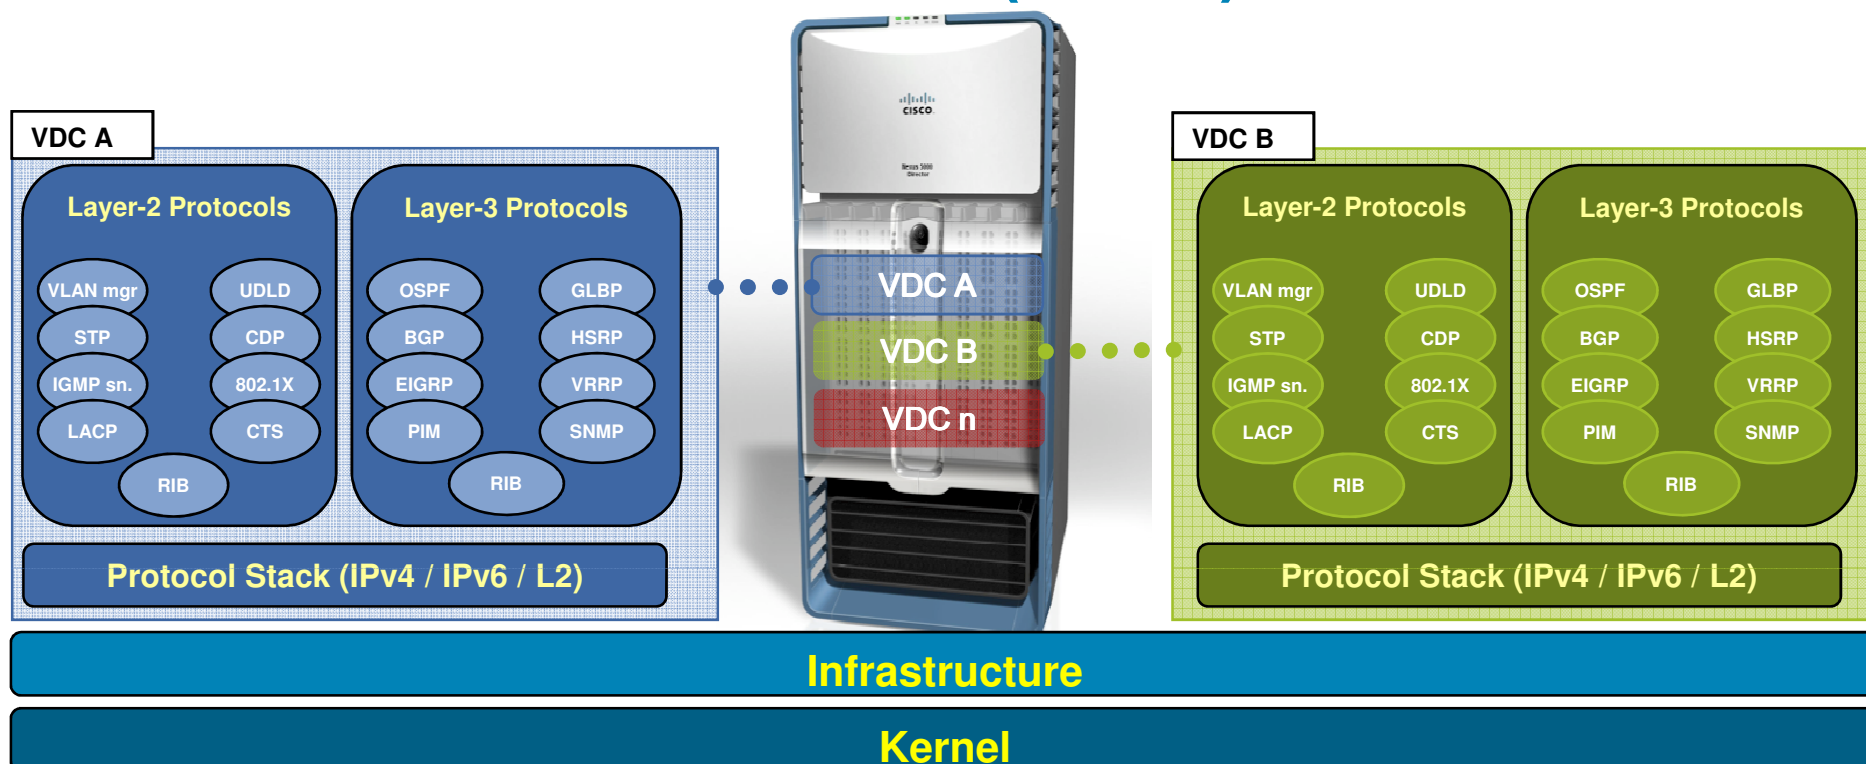 VDC A
Layer-2 Protocols
VLAN mgr
UDLD
STP
CDP
IGMP sn.
802.1X
LACP
CTS
RIB
Layer-3 Protocols
OSPF
GLBP
BGP
HSRP
EIGRP
VRRP
PIM
SNMP
RIB
Protocol Stack (IPv4 / IPv6 / L2)
CISCO
VDC A
VDC B
VDC n
VDC B
Layer-2 Protocols
VLAN mgr
UDLD
STP
CDP
IGMP sn.
802.1X
LACP
CTS
RIB
Layer-3 Protocols
OSPF
GLBP
BGP
HSRP
EIGRP
VRRP
PIM
SNMP
RIB
Protocol Stack (IPv4 / IPv6 / L2)
Infrastructure
Kernel